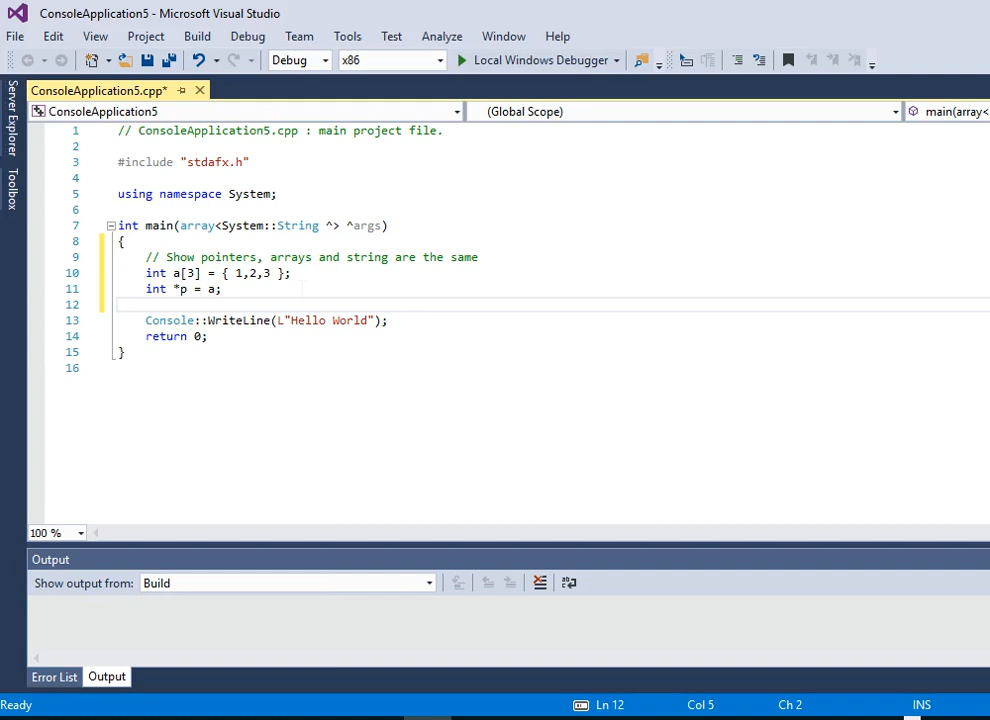 ConsoleApplication5 - Microsoft Visual Studio
File Edit View Project Build Debug Team Tools Test Analyze Window Help
Debug x86 Local Windows Debugger
Server Explorer
Toolbox
ConsoleApplication5.cpp*
ConsoleApplication5 (Global Scope) main(array<
1 // ConsoleApplication5.cpp : main project file.
2
3 #include "stdafx.h"
4
5 using namespace System;
6
7 int main(array<System::String ^> ^args)
8 {
9 // Show pointers, arrays and string are the same
10 int a[3] = { 1,2,3 };
11 int *p = a;
12
13 Console::WriteLine(L"Hello World");
14 return 0;
15 }
16
100 %
Output
Show output from: Build
Error List Output
Ready Ln 12 Col 5 Ch 2 INS